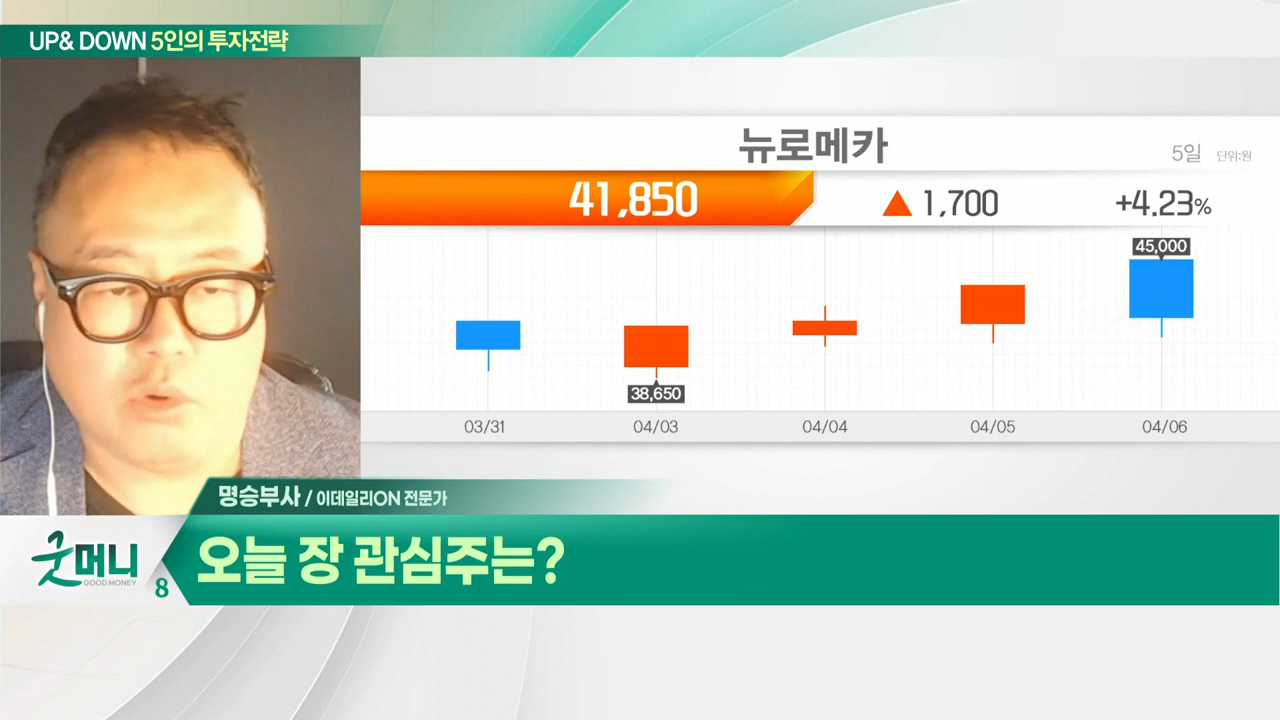 UP& DOWN 5인의 투자전략
뉴로메카
5일 단위:원
41,850 ▲ 1,700 +4.23%
45,000
38,650
03/31 04/03 04/04 04/05 04/06
명승부사 / 이데일리ON 전문가
굿머니
GOOD MONEY
8
오늘 장 관심주는?